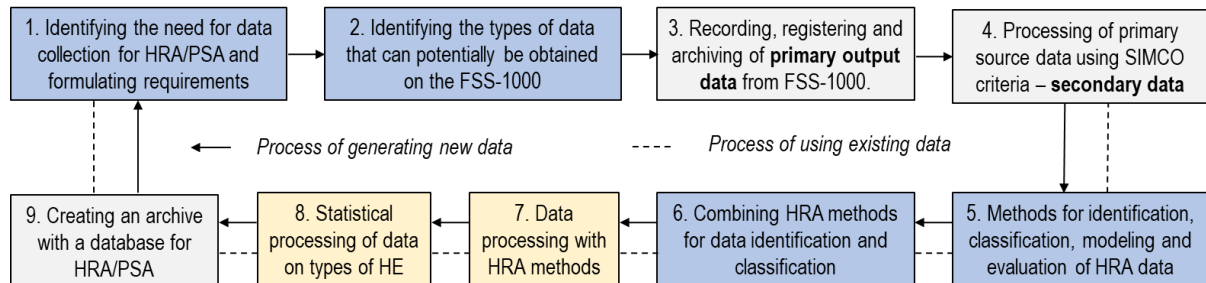 1. Identifying the need for data
collection for HRA/PSA and
formulating requirements
2. Identifying the types of data
that can potentially be obtained
on the FSS-1000
3. Recording, registering and
archiving of primary output
data from FSS-1000.
4. Processing of primary
source data using SIMCO
criteria – secondary data
Process of generating new data
Process of using existing data
9. Creating an archive
with a database for
HRA/PSA
8. Statistical
processing of data
on types of HE
7. Data
processing with
HRA methods
6. Combining HRA methods
for data identification and
classification
5. Methods for identification,
classification, modeling and
evaluation of HRA data